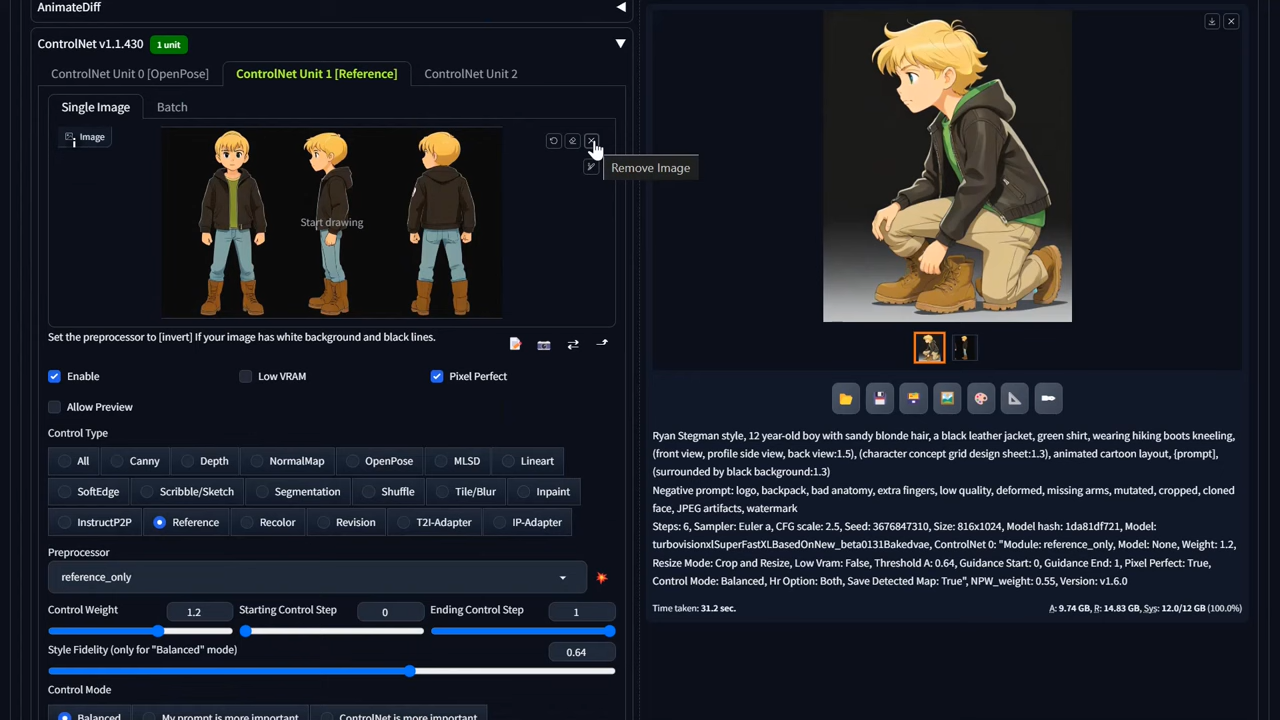 AnimateDiff
ControlNet v1.1.430 1 unit
ControlNet Unit 0 [OpenPose] ControlNet Unit 1 [Reference] ControlNet Unit 2
Single Image Batch
Image
Remove Image
Start drawing
Set the preprocessor to [invert] If your image has white background and black lines.
Enable Low VRAM Pixel Perfect
Allow Preview
Control Type
All Canny Depth NormalMap OpenPose MLSD Lineart
SoftEdge Scribble/Sketch Segmentation Shuffle Tile/Blur Inpaint
InstructP2P Reference Recolor Revision T2I-Adapter IP-Adapter
Preprocessor
reference_only
Control Weight 1.2 Starting Control Step 0 Ending Control Step 1
Style Fidelity (only for "Balanced" mode) 0.64
Control Mode
Balanced My prompt is more important ControlNet is more important
Ryan Stegman style, 12 year-old boy with sandy blonde hair, a black leather jacket, green shirt, wearing hiking boots kneeling,
(front view, profile side view, back view:1.5), (character concept grid design sheet:1.3), animated cartoon layout, {prompt},
(surrounded by black background:1.3)
Negative prompt: logo, backpack, bad anatomy, extra fingers, low quality, deformed, missing arms, mutated, cropped, cloned
face, JPEG artifacts, watermark
Steps: 6, Sampler: Euler a, CFG scale: 2.5, Seed: 3676847310, Size: 816x1024, Model hash: 1da81df721, Model:
turbovisionxlSuperFastXLBasedOnNew_beta0131Bakedvae, ControlNet 0: "Module: reference_only, Model: None, Weight: 1.2,
Resize Mode: Crop and Resize, Low Vram: False, Threshold A: 0.64, Guidance Start: 0, Guidance End: 1, Pixel Perfect: True,
Control Mode: Balanced, Hr Option: Both, Save Detected Map: True", NPW_weight: 0.55, Version: v1.6.0
Time taken: 31.2 sec. A: 9.74 GB, R: 14.83 GB, Sys: 12.0/12 GB (100.0%)